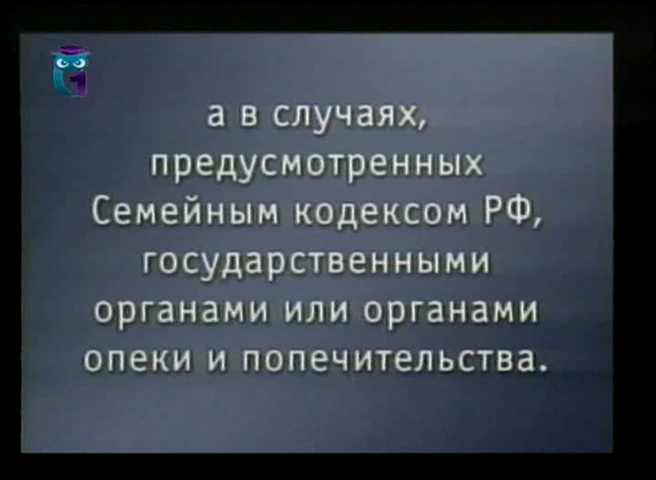 а в случаях,
предусмотренных
Семейным кодексом РФ,
государственными
органами или органами
опеки и попечительства.